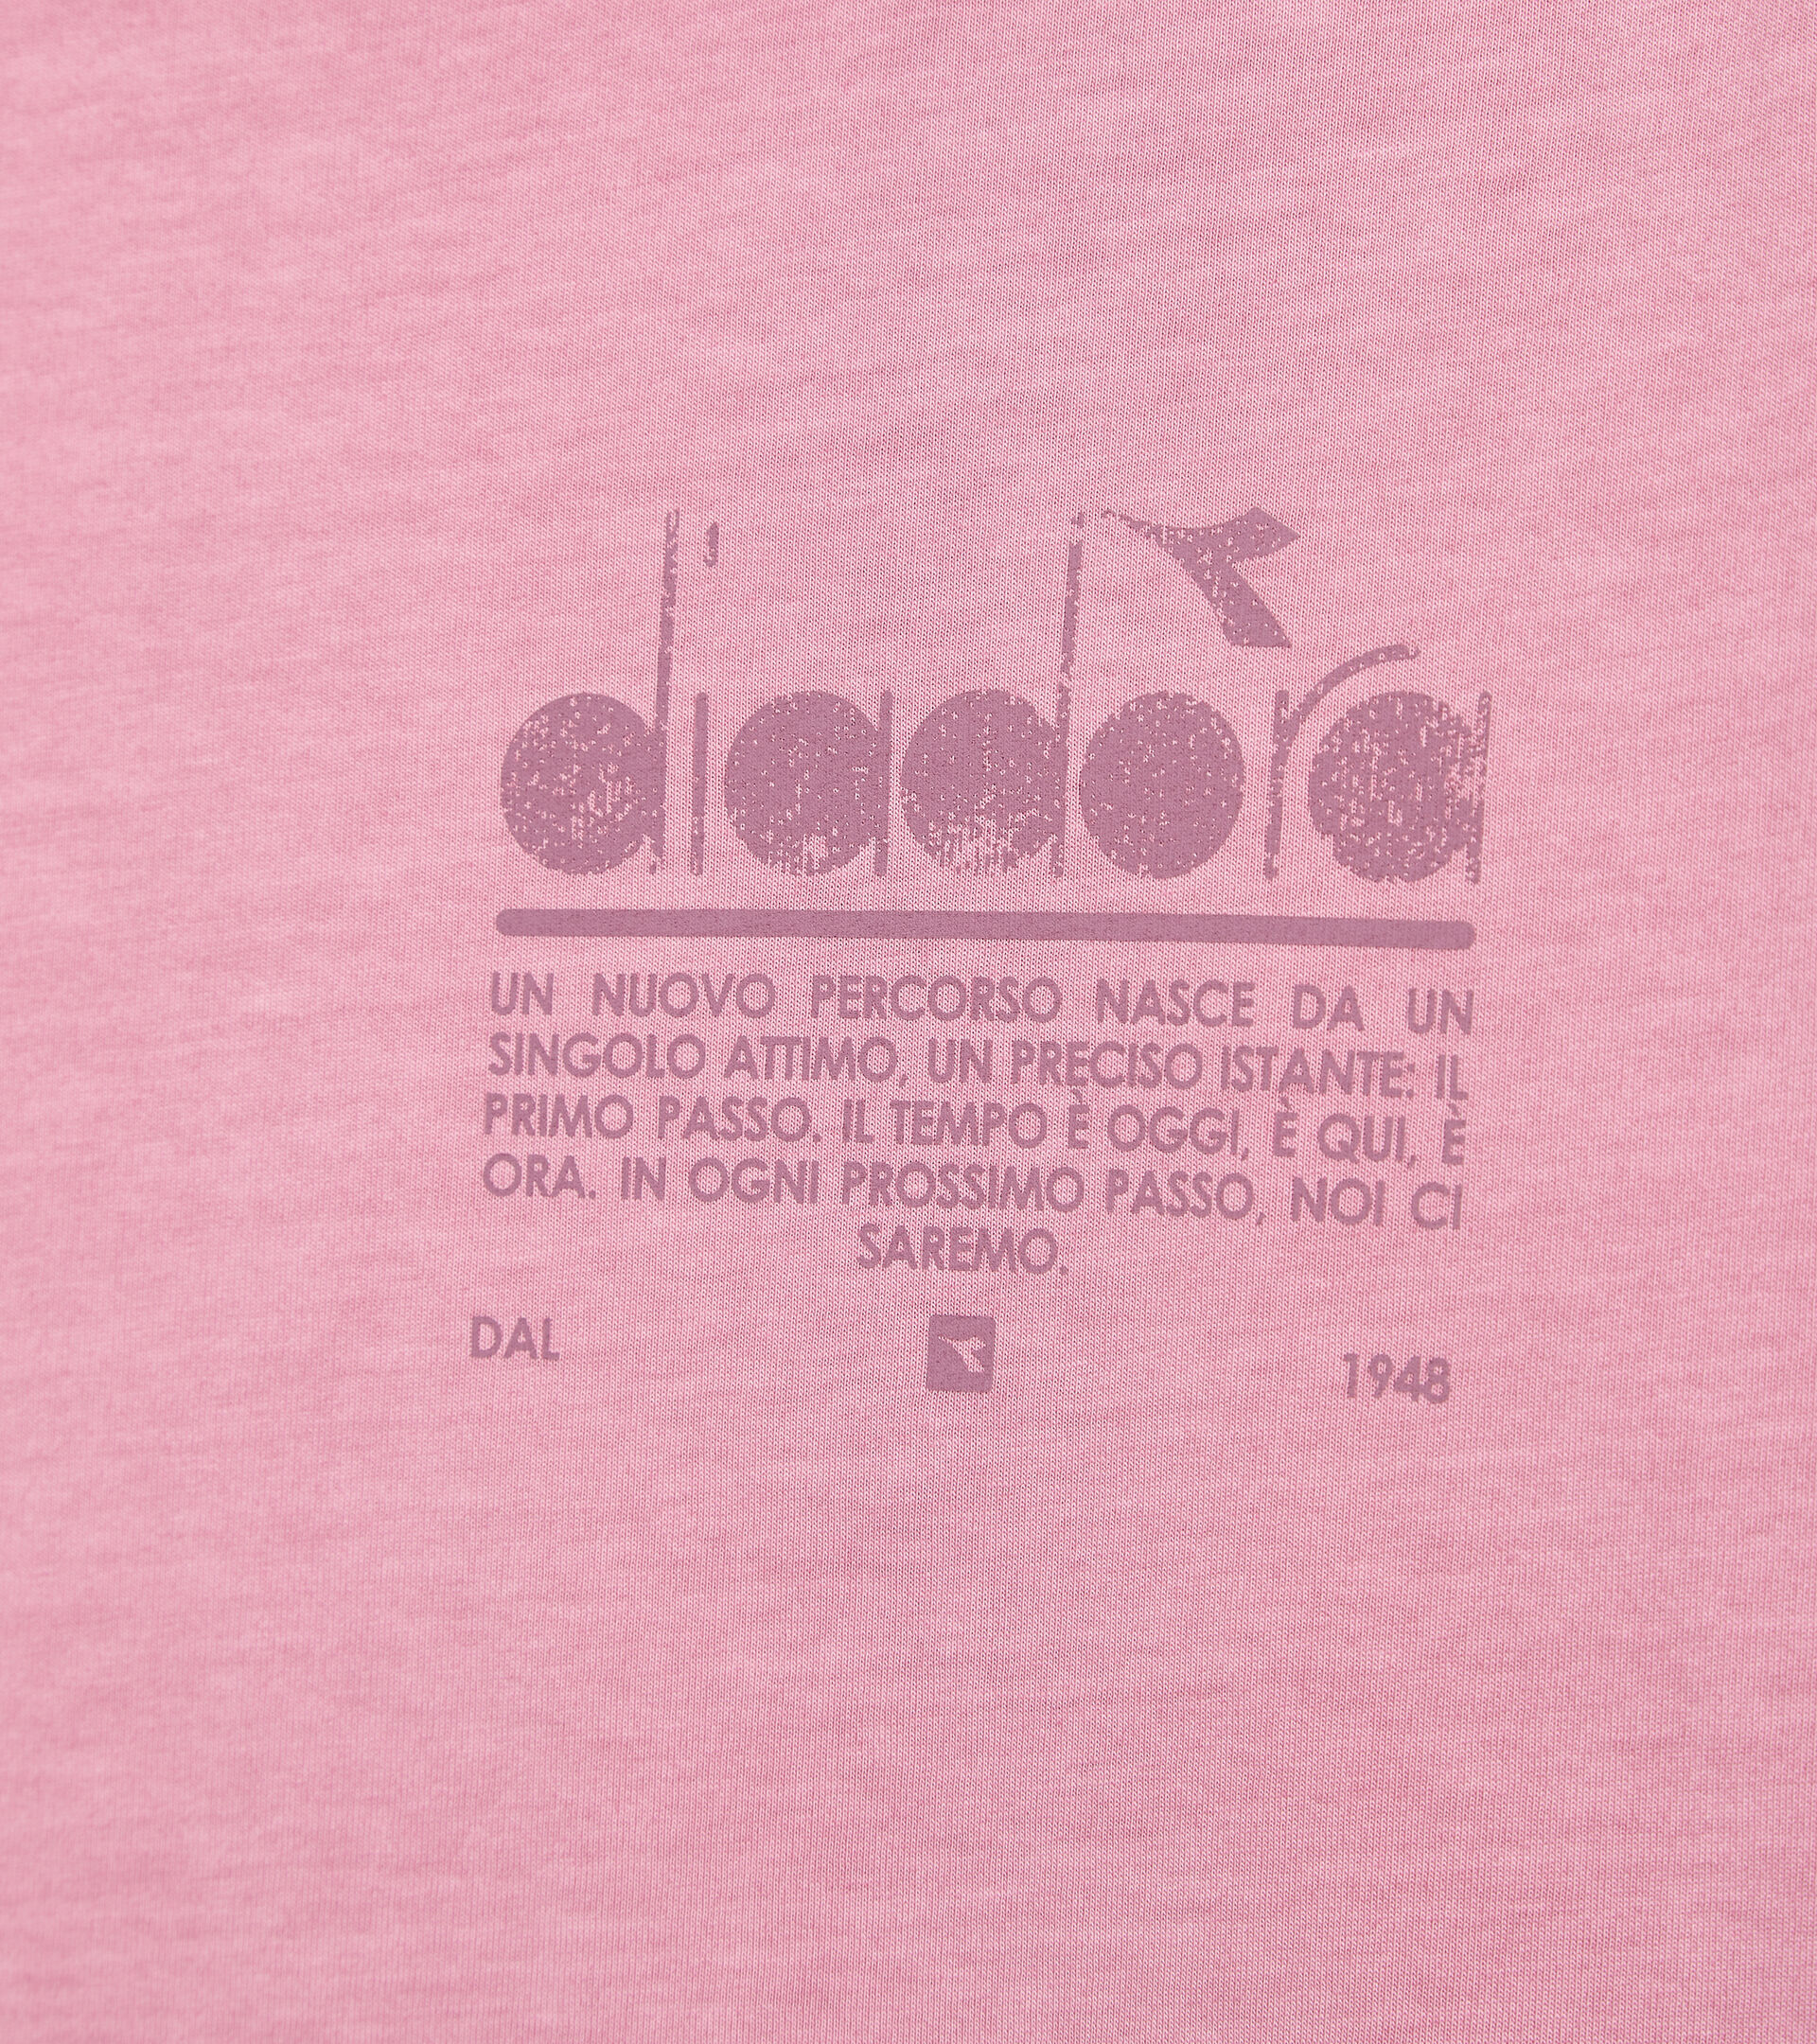 diadora
UN NUOVO PERCORSO NASCE DA UN
SINGOLO ATTIMO, UN PRECISO ISTANTE: IL
PRIMO PASSO. IL TEMPO È OGGI, È QUI, È
ORA. IN OGNI PROSSIMO PASSO, NOI CI
SAREMO.
DAL 1948